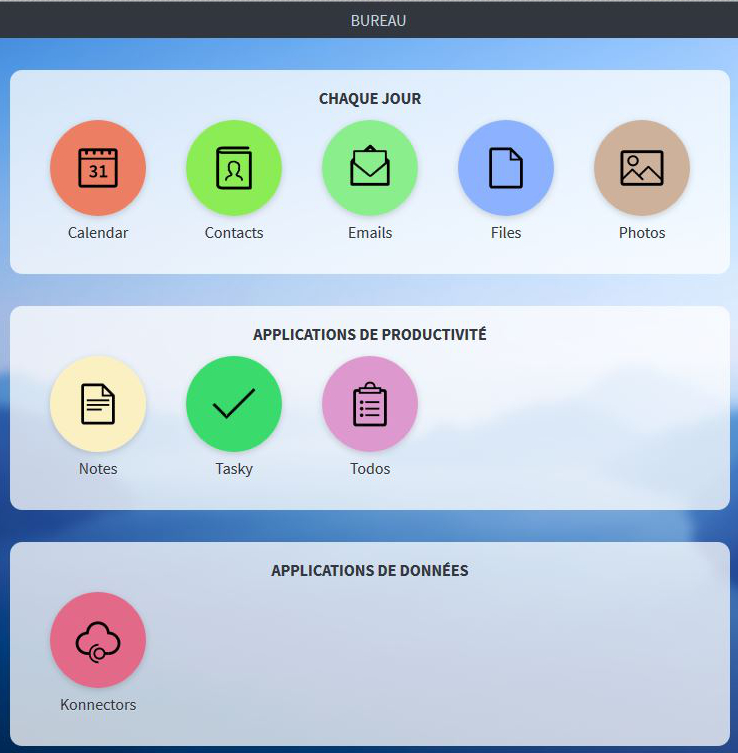 BUREAU
CHAQUE JOUR
31
Calendar Contacts Emails Files Photos
APPLICATIONS DE PRODUCTIVITÉ
Notes Tasky Todos
APPLICATIONS DE DONNÉES
Konnectors